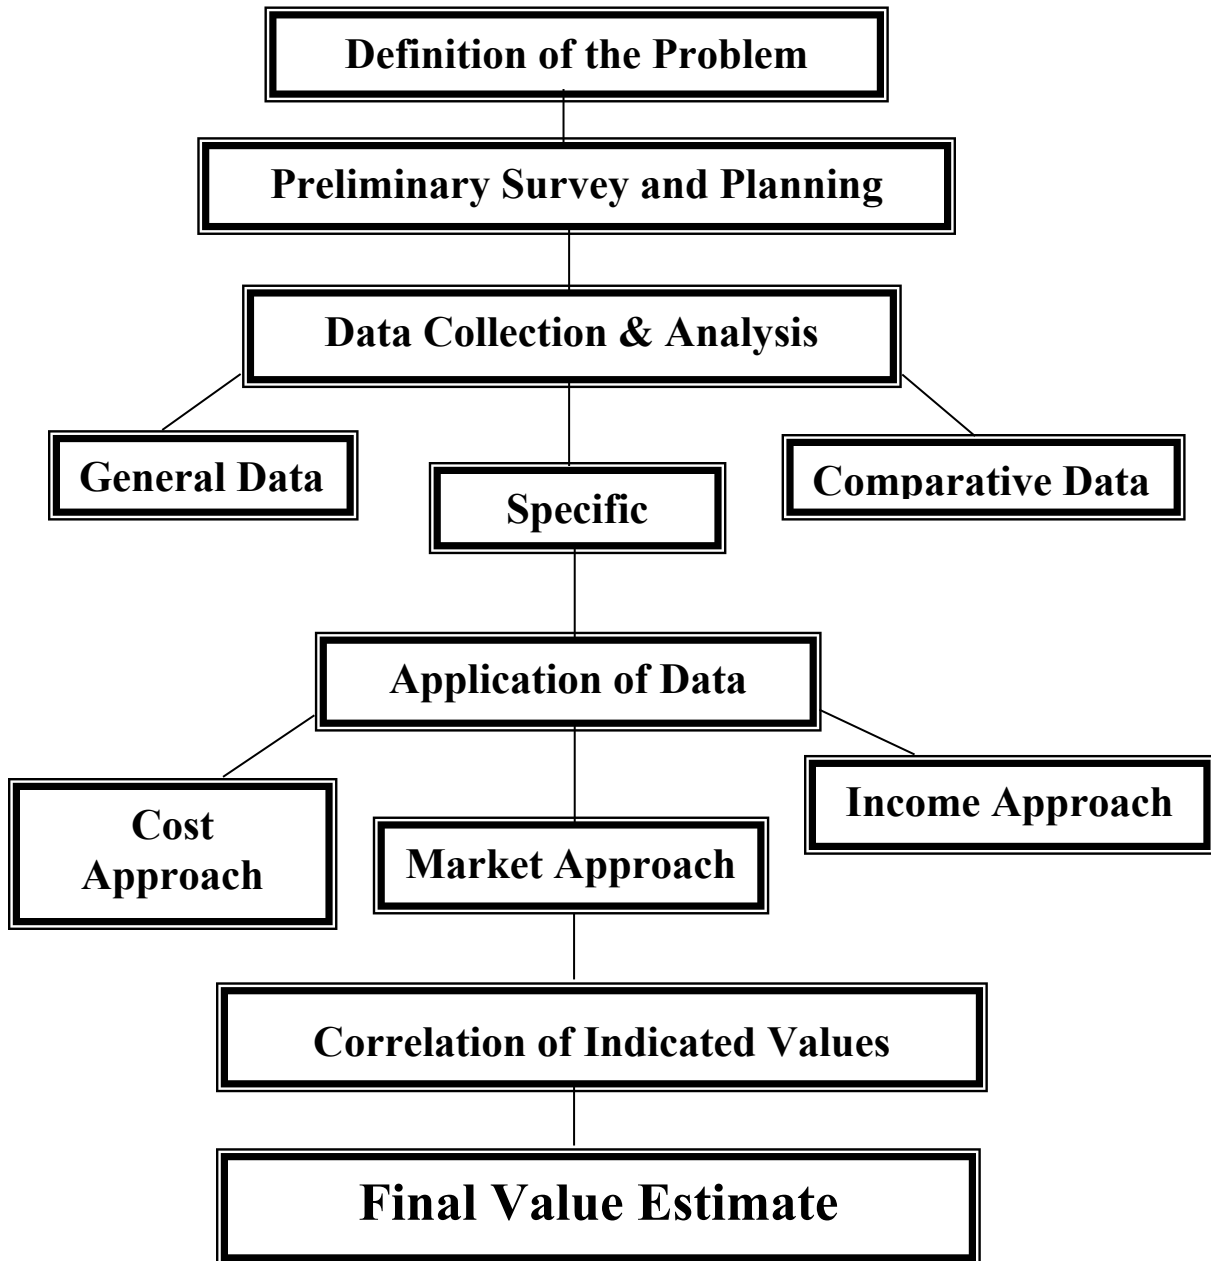 Definition of the Problem
Preliminary Survey and Planning
Data Collection & Analysis
General Data
Specific
Comparative Data
Application of Data
Cost
Approach
Market Approach
Income Approach
Correlation of Indicated Values
Final Value Estimate